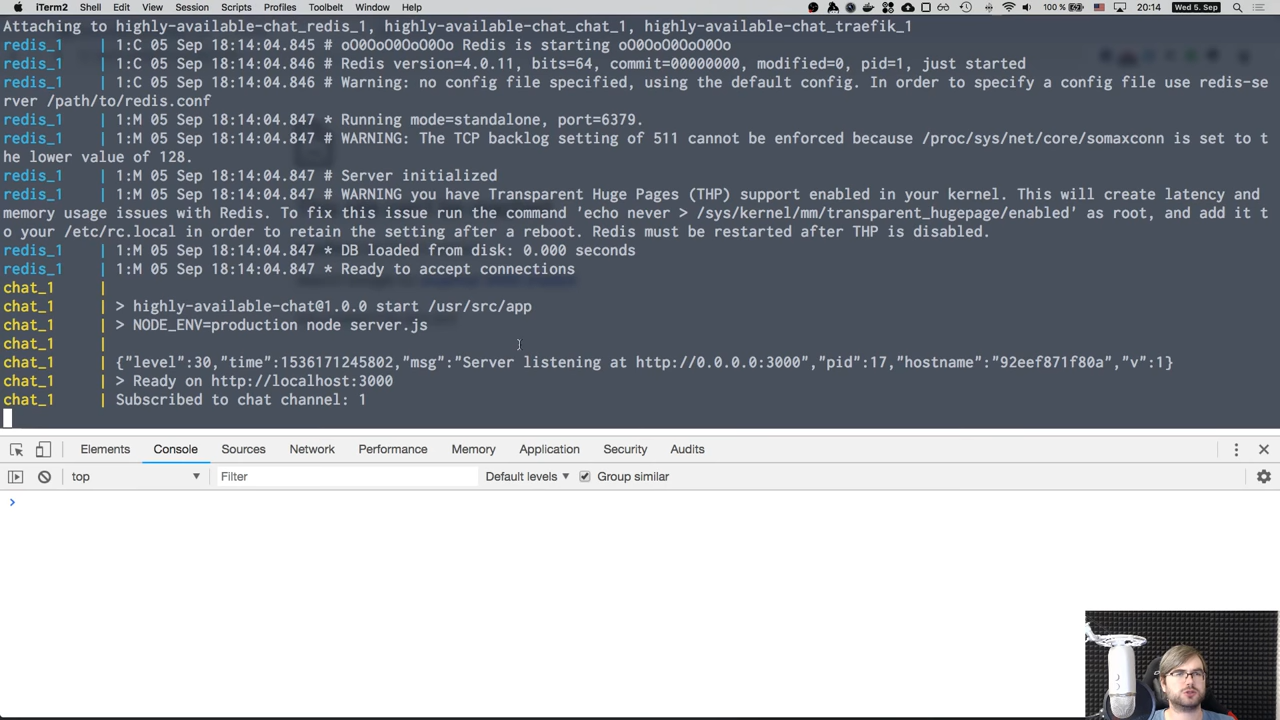 iTerm2 Shell Edit View Session Scripts Profiles Toolbelt Window Help 100 % 20:14 Wed 5. Sep
Attaching to highly-available-chat_redis_1, highly-available-chat_chat_1, highly-available-chat_traefik_1
redis_1 | 1:C 05 Sep 18:14:04.845 # oO0OoO0OoO0Oo Redis is starting oO0OoO0OoO0Oo
redis_1 | 1:C 05 Sep 18:14:04.846 # Redis version=4.0.11, bits=64, commit=00000000, modified=0, pid=1, just started
redis_1 | 1:C 05 Sep 18:14:04.846 # Warning: no config file specified, using the default config. In order to specify a config file use redis-se
rver /path/to/redis.conf
redis_1 | 1:M 05 Sep 18:14:04.847 * Running mode=standalone, port=6379.
redis_1 | 1:M 05 Sep 18:14:04.847 # WARNING: The TCP backlog setting of 511 cannot be enforced because /proc/sys/net/core/somaxconn is set to t
he lower value of 128.
redis_1 | 1:M 05 Sep 18:14:04.847 # Server initialized
redis_1 | 1:M 05 Sep 18:14:04.847 # WARNING you have Transparent Huge Pages (THP) support enabled in your kernel. This will create latency and
memory usage issues with Redis. To fix this issue run the command 'echo never > /sys/kernel/mm/transparent_hugepage/enabled' as root, and add it t
o your /etc/rc.local in order to retain the setting after a reboot. Redis must be restarted after THP is disabled.
redis_1 | 1:M 05 Sep 18:14:04.847 * DB loaded from disk: 0.000 seconds
redis_1 | 1:M 05 Sep 18:14:04.847 * Ready to accept connections
chat_1 |
chat_1 | > highly-available-chat@1.0.0 start /usr/src/app
chat_1 | > NODE_ENV=production node server.js
chat_1 |
chat_1 | {"level":30,"time":1536171245802,"msg":"Server listening at http://0.0.0.0:3000","pid":17,"hostname":"92eef871f80a","v":1}
chat_1 | > Ready on http://localhost:3000
chat_1 | Subscribed to chat channel: 1
Elements Console Sources Network Performance Memory Application Security Audits
top Filter Default levels Group similar